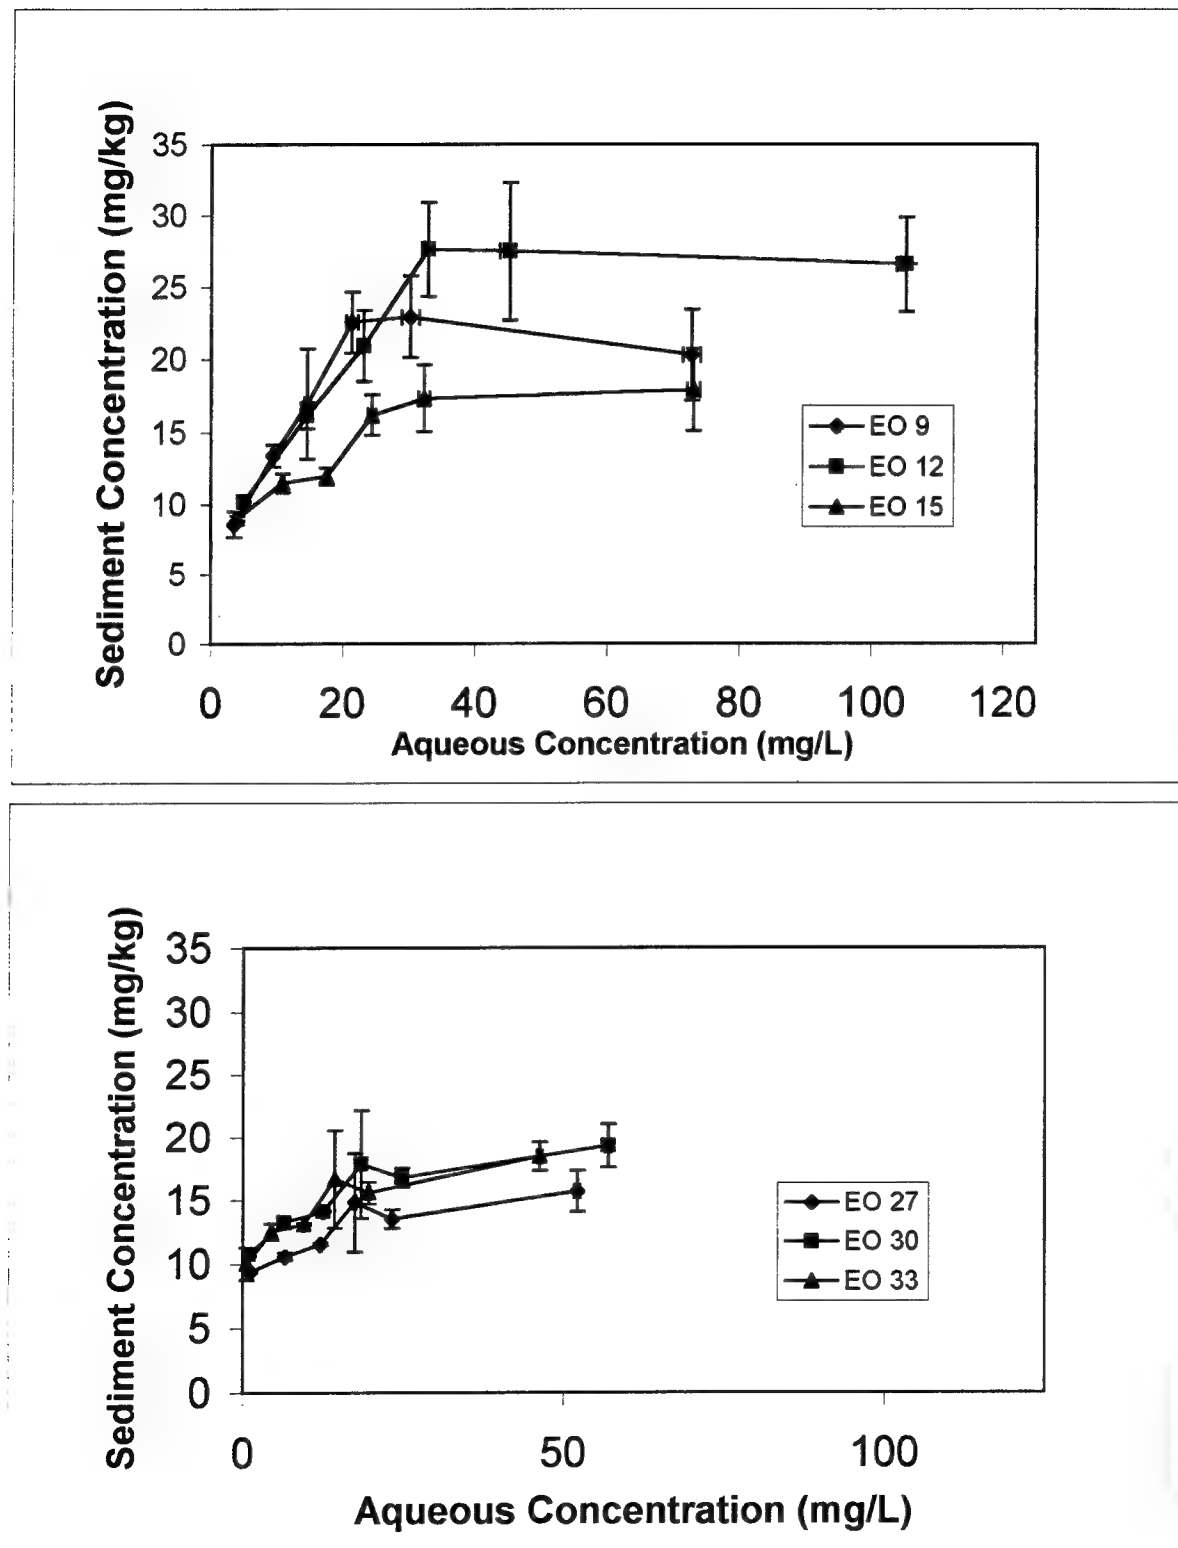 Sediment Concentration (mg/kg)
35
30
25
20
15
10
5
0
EO 9
EO 12
EO 15
0 20 40 60 80 100 120
Aqueous Concentration (mg/L)
Sediment Concentration (mg/kg)
35
30
25
20
15
10
5
0
EO 27
EO 30
EO 33
0 50 100
Aqueous Concentration (mg/L)